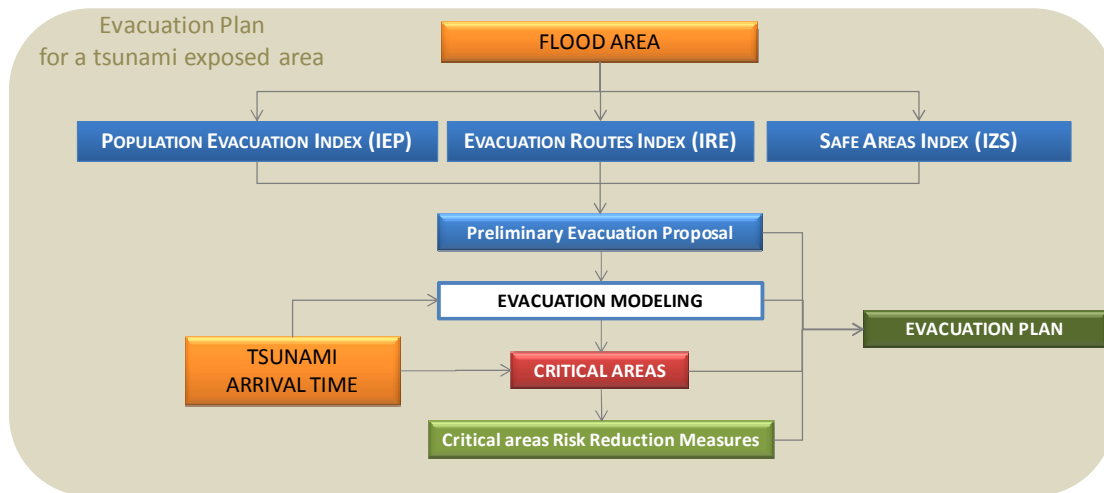 Evacuation Plan
for a tsunami exposed area
FLOOD AREA
POPULATION EVACUATION INDEX (IEP)
EVACUATION ROUTES INDEX (IRE)
SAFE AREAS INDEX (IZS)
Preliminary Evacuation Proposal
EVACUATION MODELING
EVACUATION PLAN
TSUNAMI
ARRIVAL TIME
CRITICAL AREAS
Critical areas Risk Reduction Measures